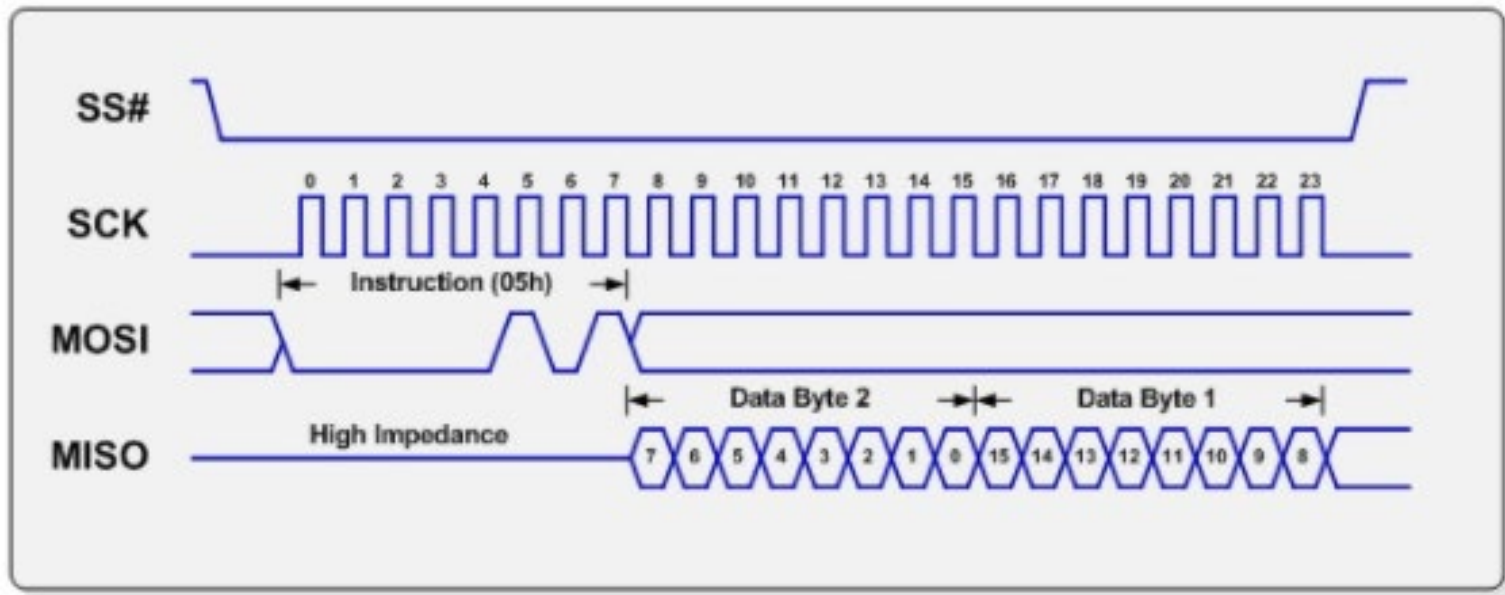 SS#
0 1 2 3 4 5 6 7 8 9 10 11 12 13 14 15 16 17 18 19 20 21 22 23
SCK
Instruction (05h)
MOSI
Data Byte 2 Data Byte 1
High Impedance
MISO
7 6 5 4 3 2 1 0 15 14 13 12 11 10 9 8